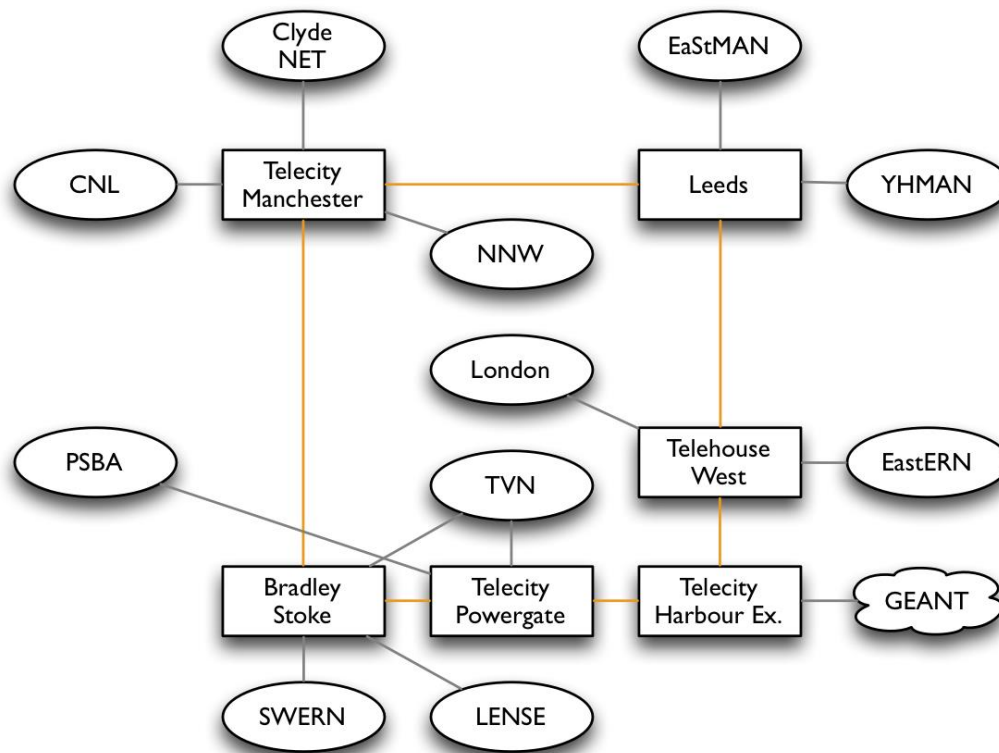 Clyde
NET
EaStMAN
CNL
Telecity
Manchester
Leeds
YHMAN
NNW
London
PSBA
TVN
Telehouse
West
EastERN
Bradley
Stoke
Telecity
Powergate
Telecity
Harbour Ex.
GEANT
SWERN
LENSE